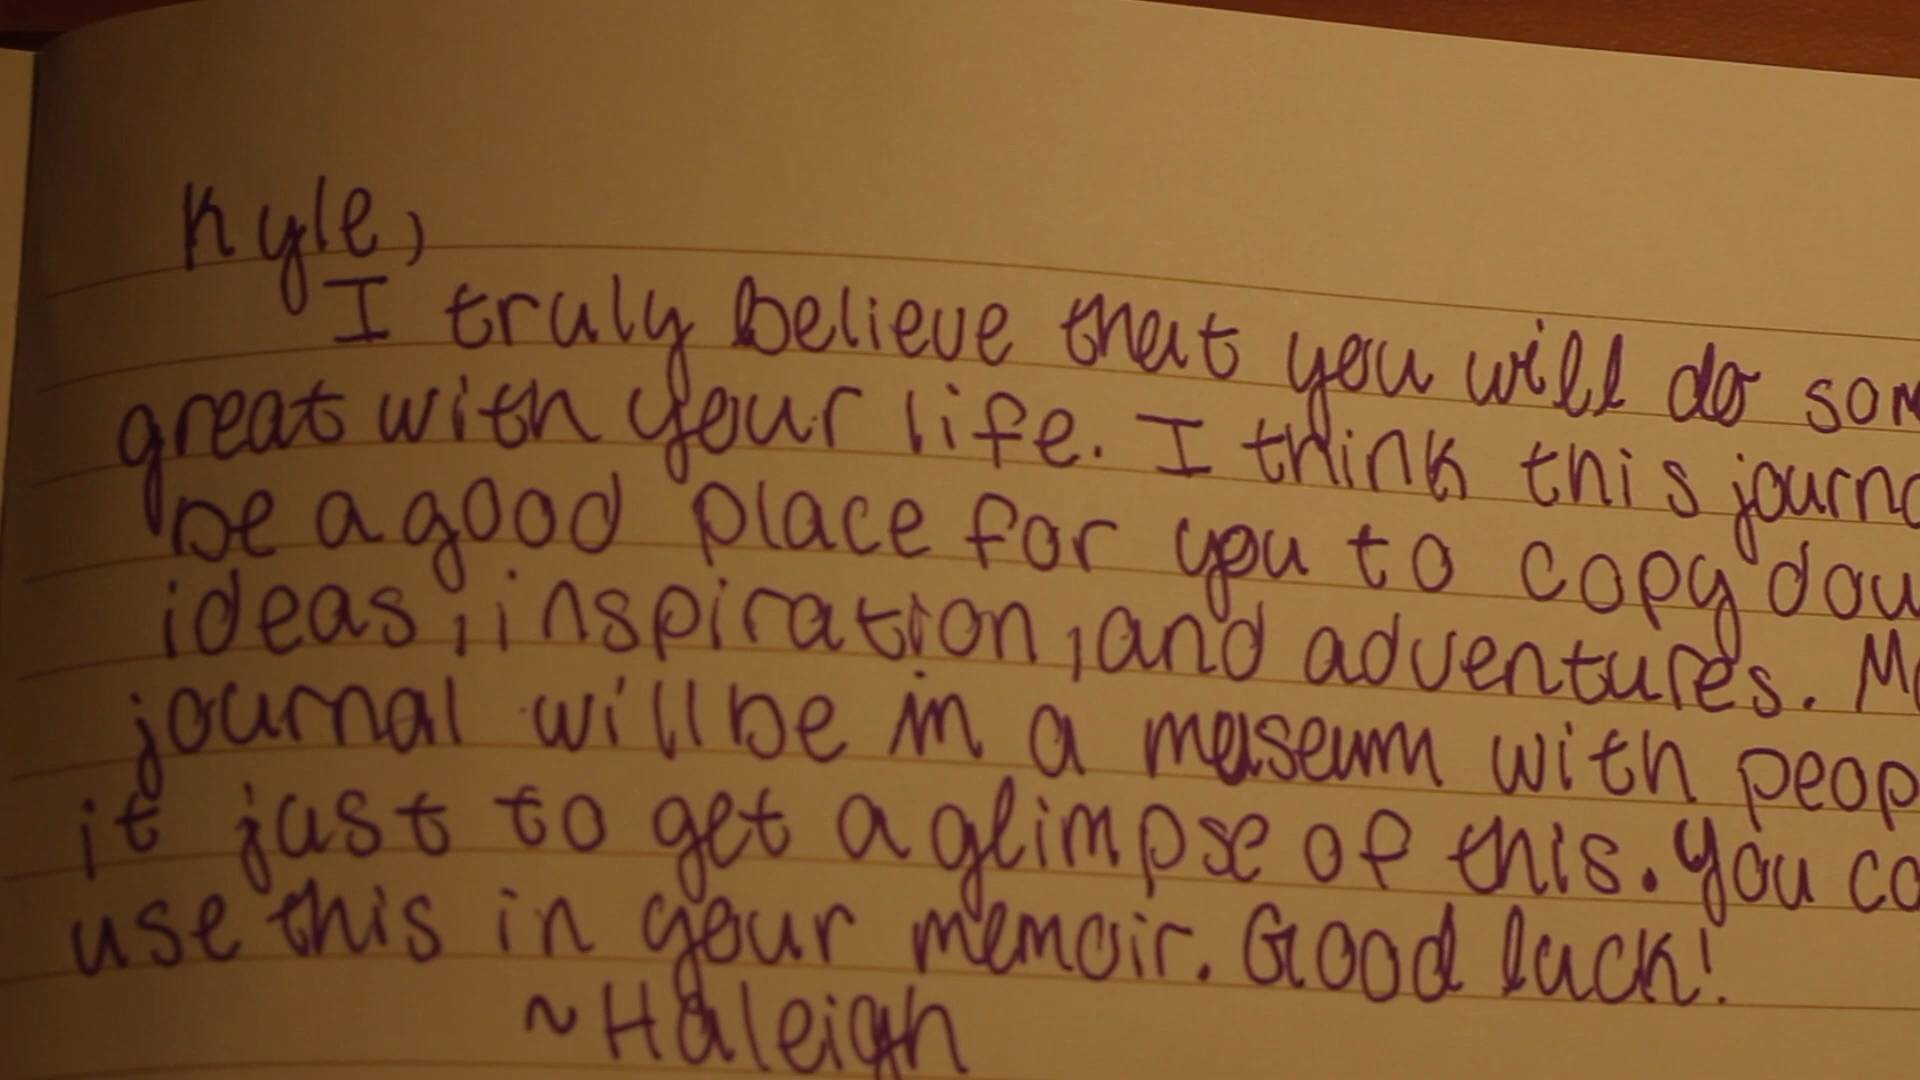 Kyle,
I truly believe that you will do som
great with your life. I think this journa
be a good place for you to copy dow
ideas, inspiration, and adventures. M
journal will be in a museum with peop
it just to get a glimpse of this. You co
use this in your memoir. Good luck!
~Haleigh